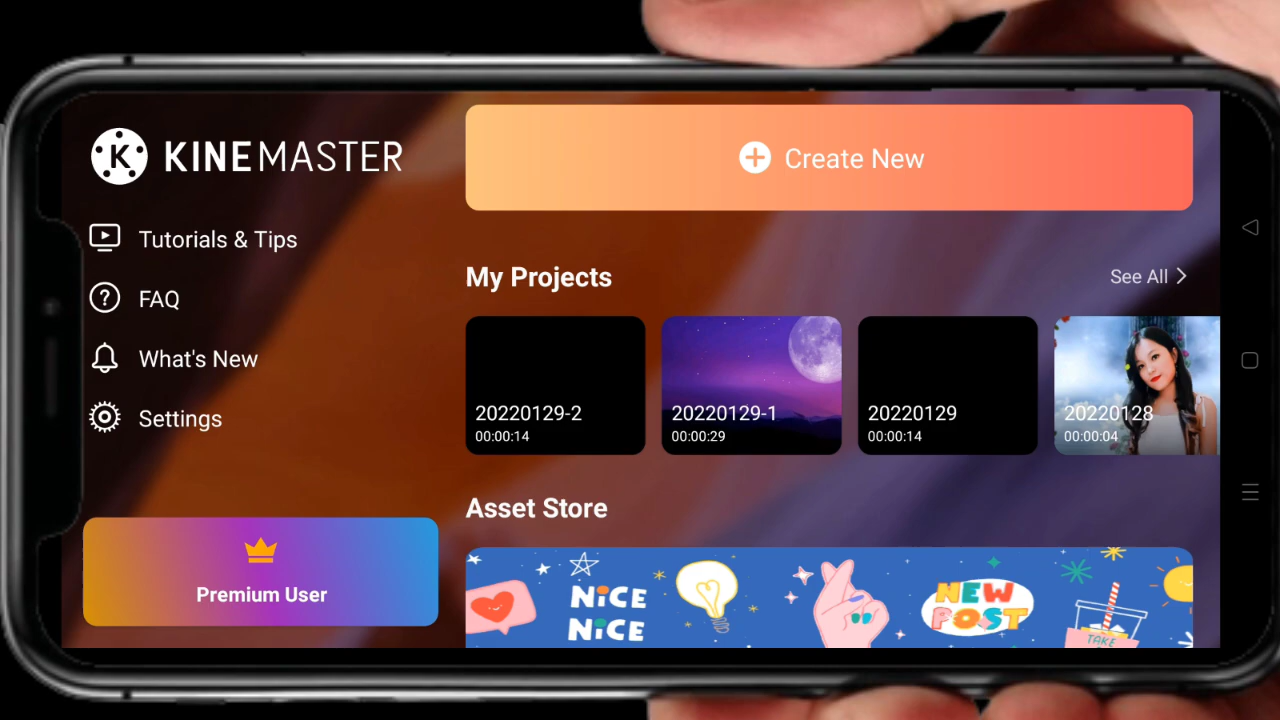 KINEMASTER
Tutorials & Tips
FAQ
What's New
Settings
Premium User
Create New
My Projects
See All
20220129-2
00:00:14
20220129-1
00:00:29
20220129
00:00:14
20220128
00:00:04
Asset Store
NiCE
NiCE
NEW
POST
TAKE